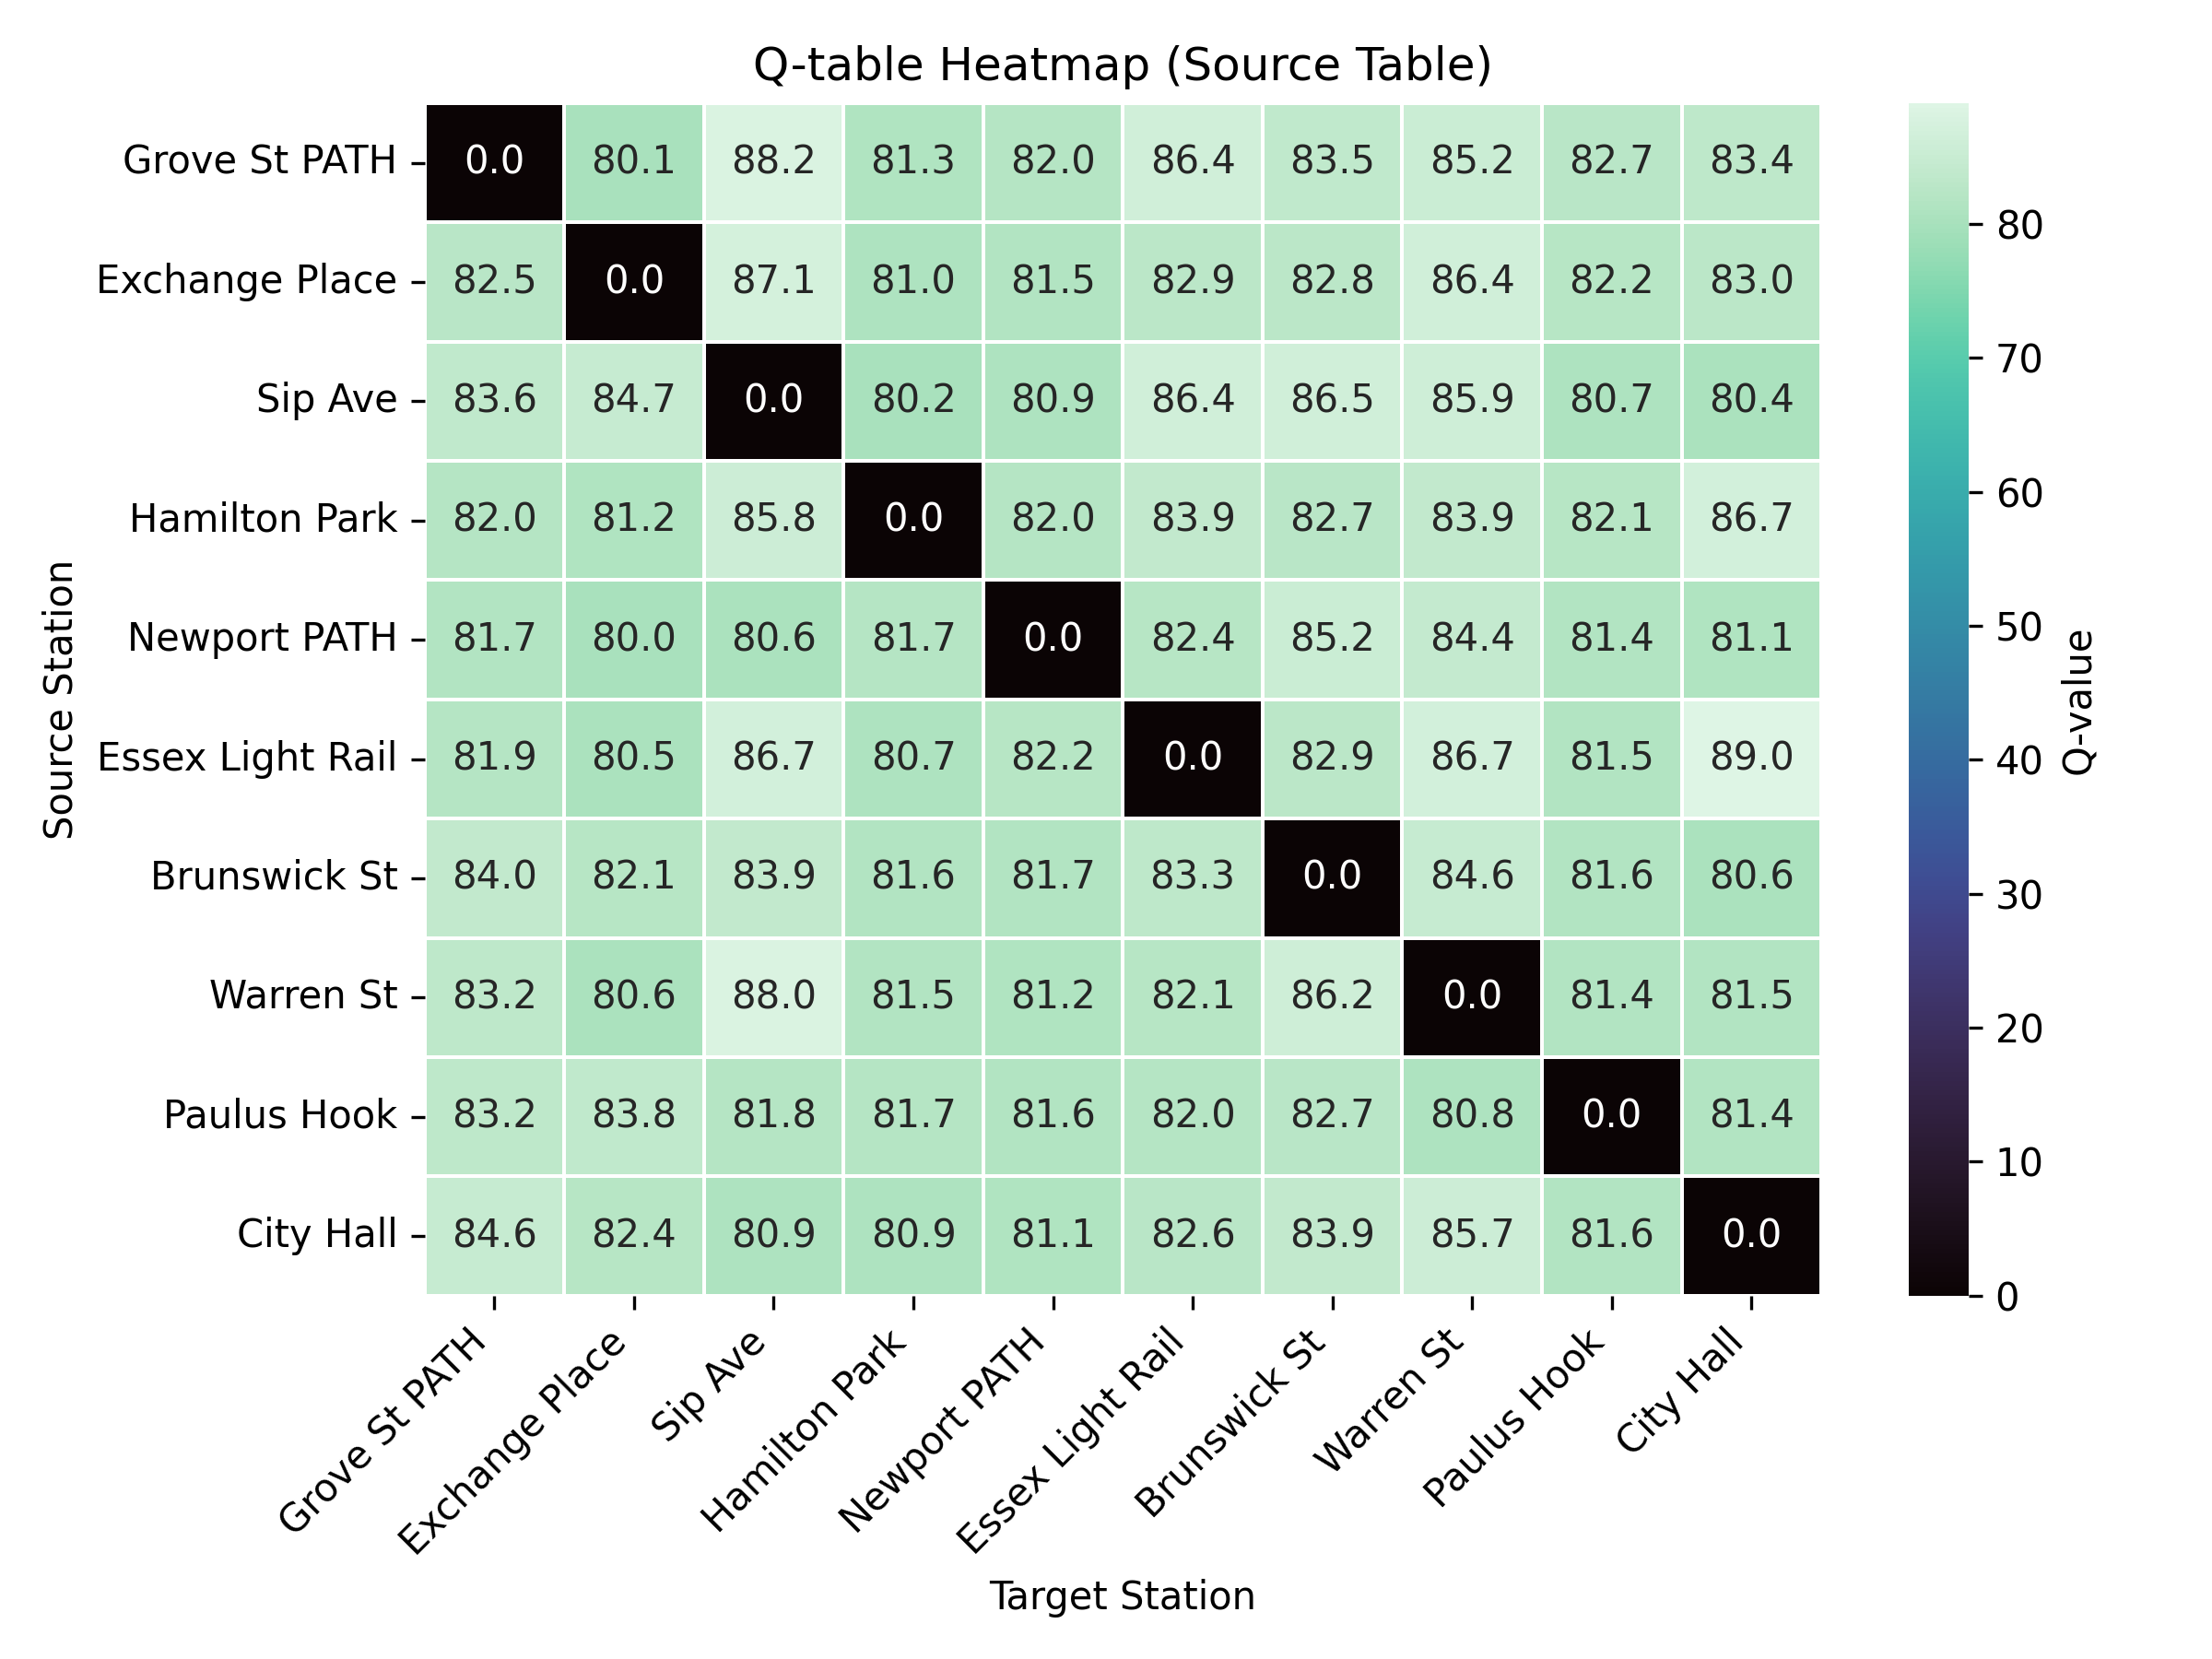 Q-table Heatmap (Source Table)
Grove St PATH 0.0 80.1 88.2 81.3 82.0 86.4 83.5 85.2 82.7 83.4
Exchange Place 82.5 0.0 87.1 81.0 81.5 82.9 82.8 86.4 82.2 83.0
Sip Ave 83.6 84.7 0.0 80.2 80.9 86.4 86.5 85.9 80.7 80.4
Hamilton Park 82.0 81.2 85.8 0.0 82.0 83.9 82.7 83.9 82.1 86.7
Newport PATH 81.7 80.0 80.6 81.7 0.0 82.4 85.2 84.4 81.4 81.1
Essex Light Rail 81.9 80.5 86.7 80.7 82.2 0.0 82.9 86.7 81.5 89.0
Brunswick St 84.0 82.1 83.9 81.6 81.7 83.3 0.0 84.6 81.6 80.6
Warren St 83.2 80.6 88.0 81.5 81.2 82.1 86.2 0.0 81.4 81.5
Paulus Hook 83.2 83.8 81.8 81.7 81.6 82.0 82.7 80.8 0.0 81.4
City Hall 84.6 82.4 80.9 80.9 81.1 82.6 83.9 85.7 81.6 0.0
Source Station
Grove St PATH
Exchange Place
Sip Ave
Hamilton Park
Newport PATH
Essex Light Rail
Brunswick St
Warren St
Paulus Hook
City Hall
Target Station
80
70
60
50
40
30
20
10
0
Q-value